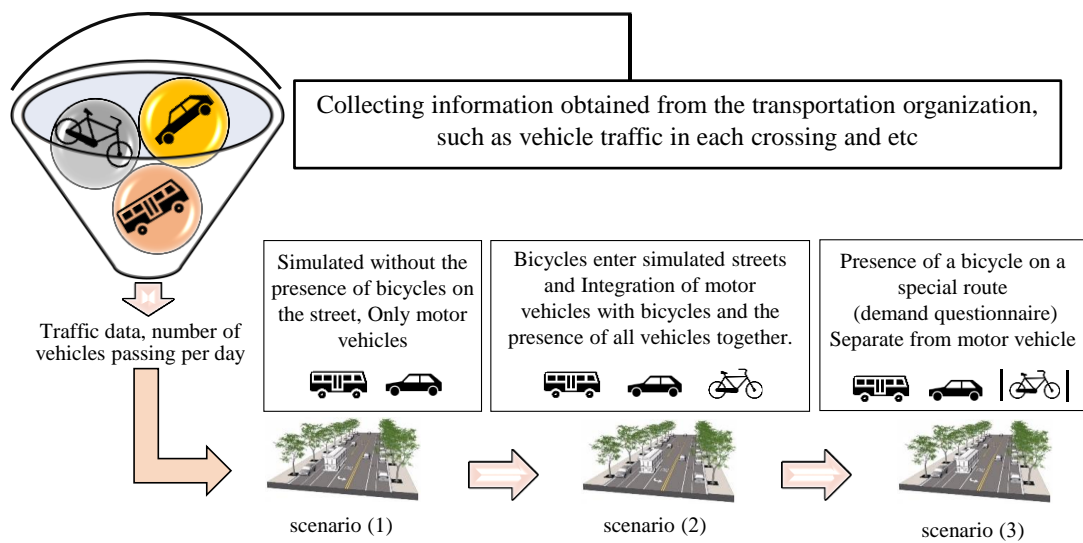 Collecting information obtained from the transportation organization,
such as vehicle traffic in each crossing and etc
Traffic data, number of
vehicles passing per day
Simulated without the
presence of bicycles on
the street, Only motor
vehicles
Bicycles enter simulated streets
and Integration of motor
vehicles with bicycles and the
presence of all vehicles together.
Presence of a bicycle on a
special route
(demand questionnaire)
Separate from motor vehicle
scenario (1)
scenario (2)
scenario (3)